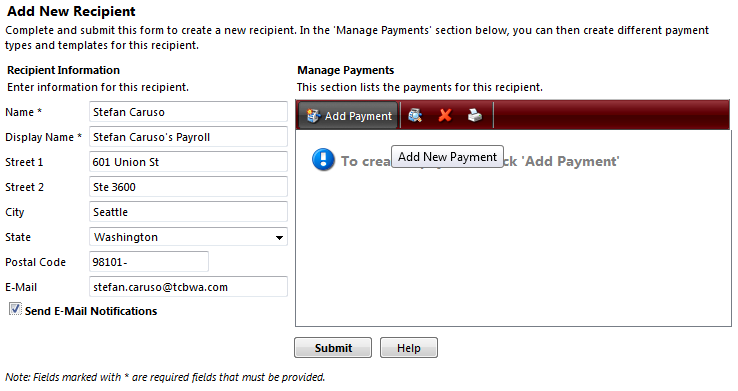 Add New Recipient
Complete and submit this form to create a new recipient. In the 'Manage Payments' section below, you can then create different payment
types and templates for this recipient.
Recipient Information
Enter information for this recipient.
Name * Stefan Caruso
Display Name * Stefan Caruso's Payroll
Street 1 601 Union St
Street 2 Ste 3600
City Seattle
State Washington
Postal Code 98101-
E-Mail stefan.caruso@tcbwa.com
Send E-Mail Notifications
Manage Payments
This section lists the payments for this recipient.
Add Payment
Add New Payment
To crea ck 'Add Payment'
Submit Help
Note: Fields marked with * are required fields that must be provided.